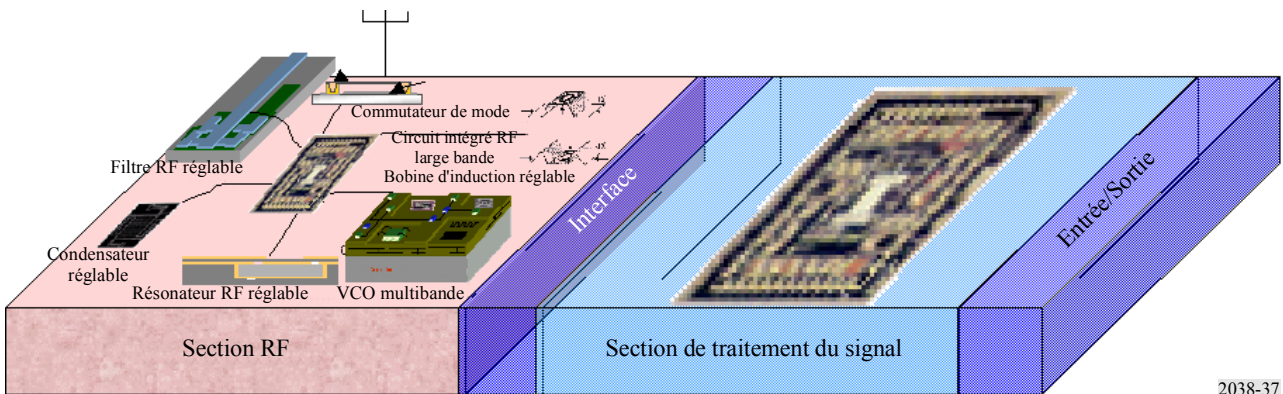 Commutateur de mode
Circuit intégré RF
large bande
Filtre RF réglable
Bobine d'induction réglable
Interface
Entrée/Sortie
Condensateur
réglable
Résonateur RF réglable
VCO multibande
Section RF
Section de traitement du signal
2038-37